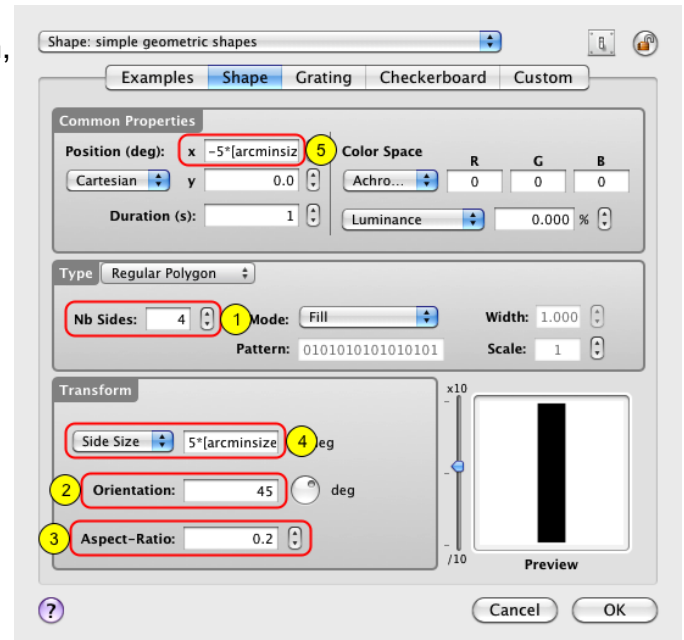 Shape: simple geometric shapes
Examples Shape Grating Checkerboard Custom
Common Properties
Position (deg): x -5*[arcminsiz 5 Color Space R G B
Cartesian y 0.0 Achro... 0 0 0
Duration (s): 1 Luminance 0.000 %
Type Regular Polygon
Nb Sides: 4 1 Mode: Fill Width: 1.000
Pattern: 0101010101010101 Scale: 1
Transform
x10
Side Size 5*[arcminsize 4 eg
2 Orientation: 45 deg
3 Aspect-Ratio: 0.2
/10 Preview
? Cancel OK